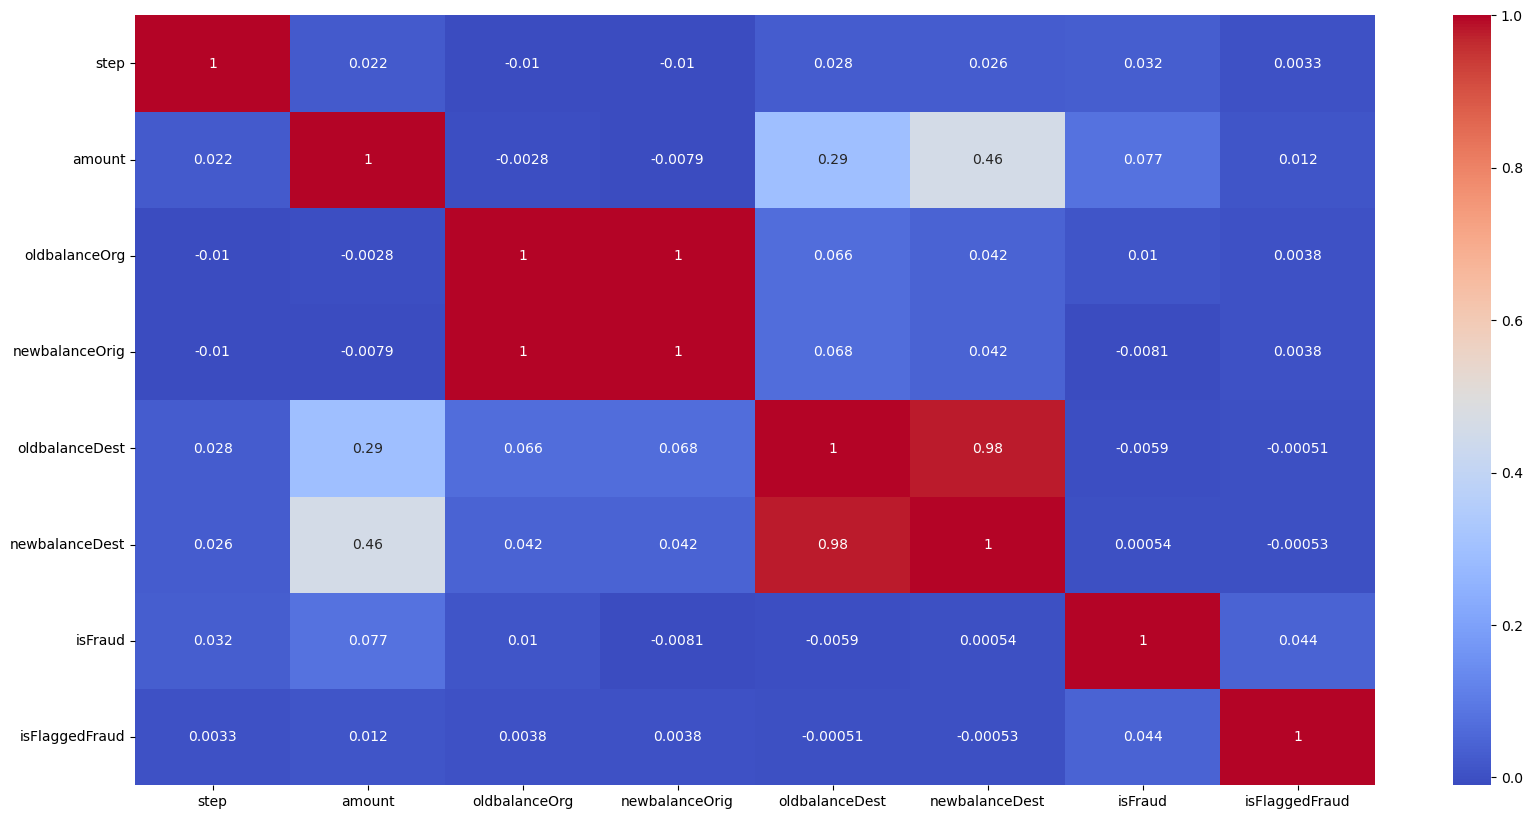 step 1 0.022 -0.01 -0.01 0.028 0.026 0.032 0.0033
amount 0.022 1 -0.0028 -0.0079 0.29 0.46 0.077 0.012
oldbalanceOrg -0.01 -0.0028 1 1 0.066 0.042 0.01 0.0038
newbalanceOrig -0.01 -0.0079 1 1 0.068 0.042 -0.0081 0.0038
oldbalanceDest 0.028 0.29 0.066 0.068 1 0.98 -0.0059 -0.00051
newbalanceDest 0.026 0.46 0.042 0.042 0.98 1 0.00054 -0.00053
isFraud 0.032 0.077 0.01 -0.0081 -0.0059 0.00054 1 0.044
isFlaggedFraud 0.0033 0.012 0.0038 0.0038 -0.00051 -0.00053 0.044 1
step amount oldbalanceOrg newbalanceOrig oldbalanceDest newbalanceDest isFraud isFlaggedFraud
1.0
0.8
0.6
0.4
0.2
0.0